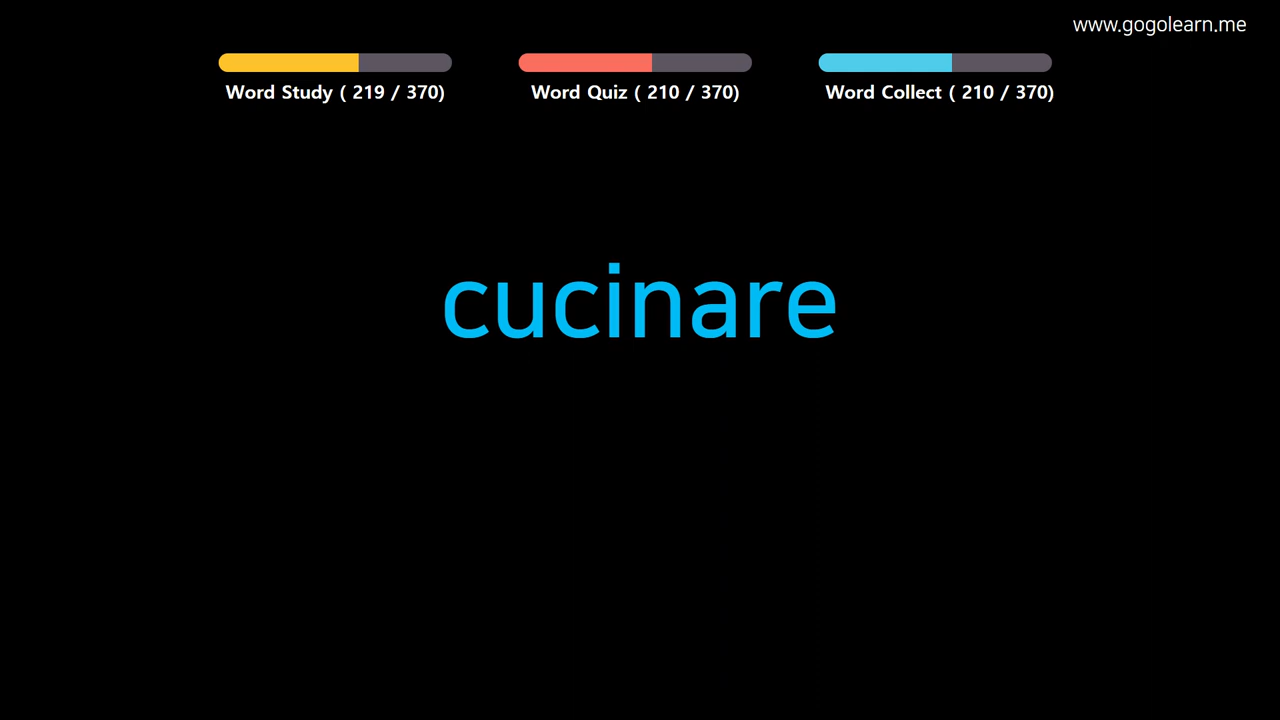 www.gogolearn.me
Word Study ( 219 / 370)
Word Quiz ( 210 / 370)
Word Collect ( 210 / 370)
cucinare